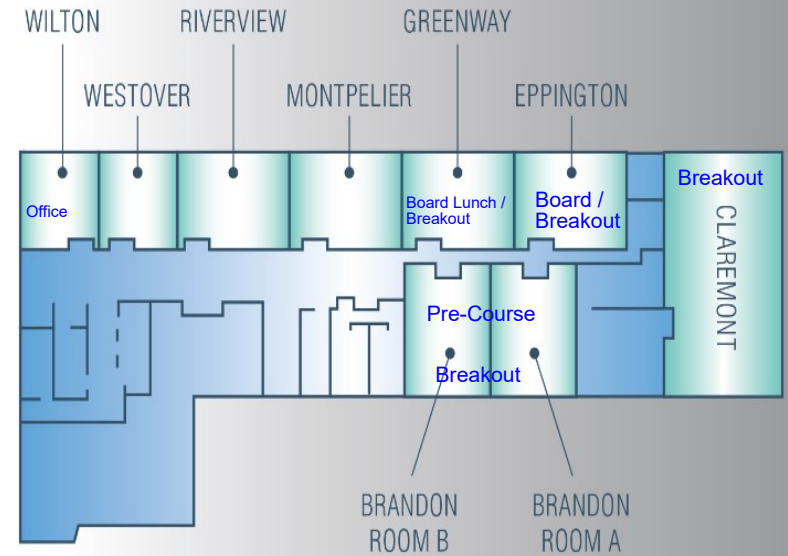 WILTON
RIVERVIEW
GREENWAY
WESTOVER
MONTPELIER
EPPINGTON
Office
Board Lunch /
Breakout
Board /
Breakout
Breakout
CLAREMONT
Pre-Course
Breakout
BRANDON
ROOM B
BRANDON
ROOM A